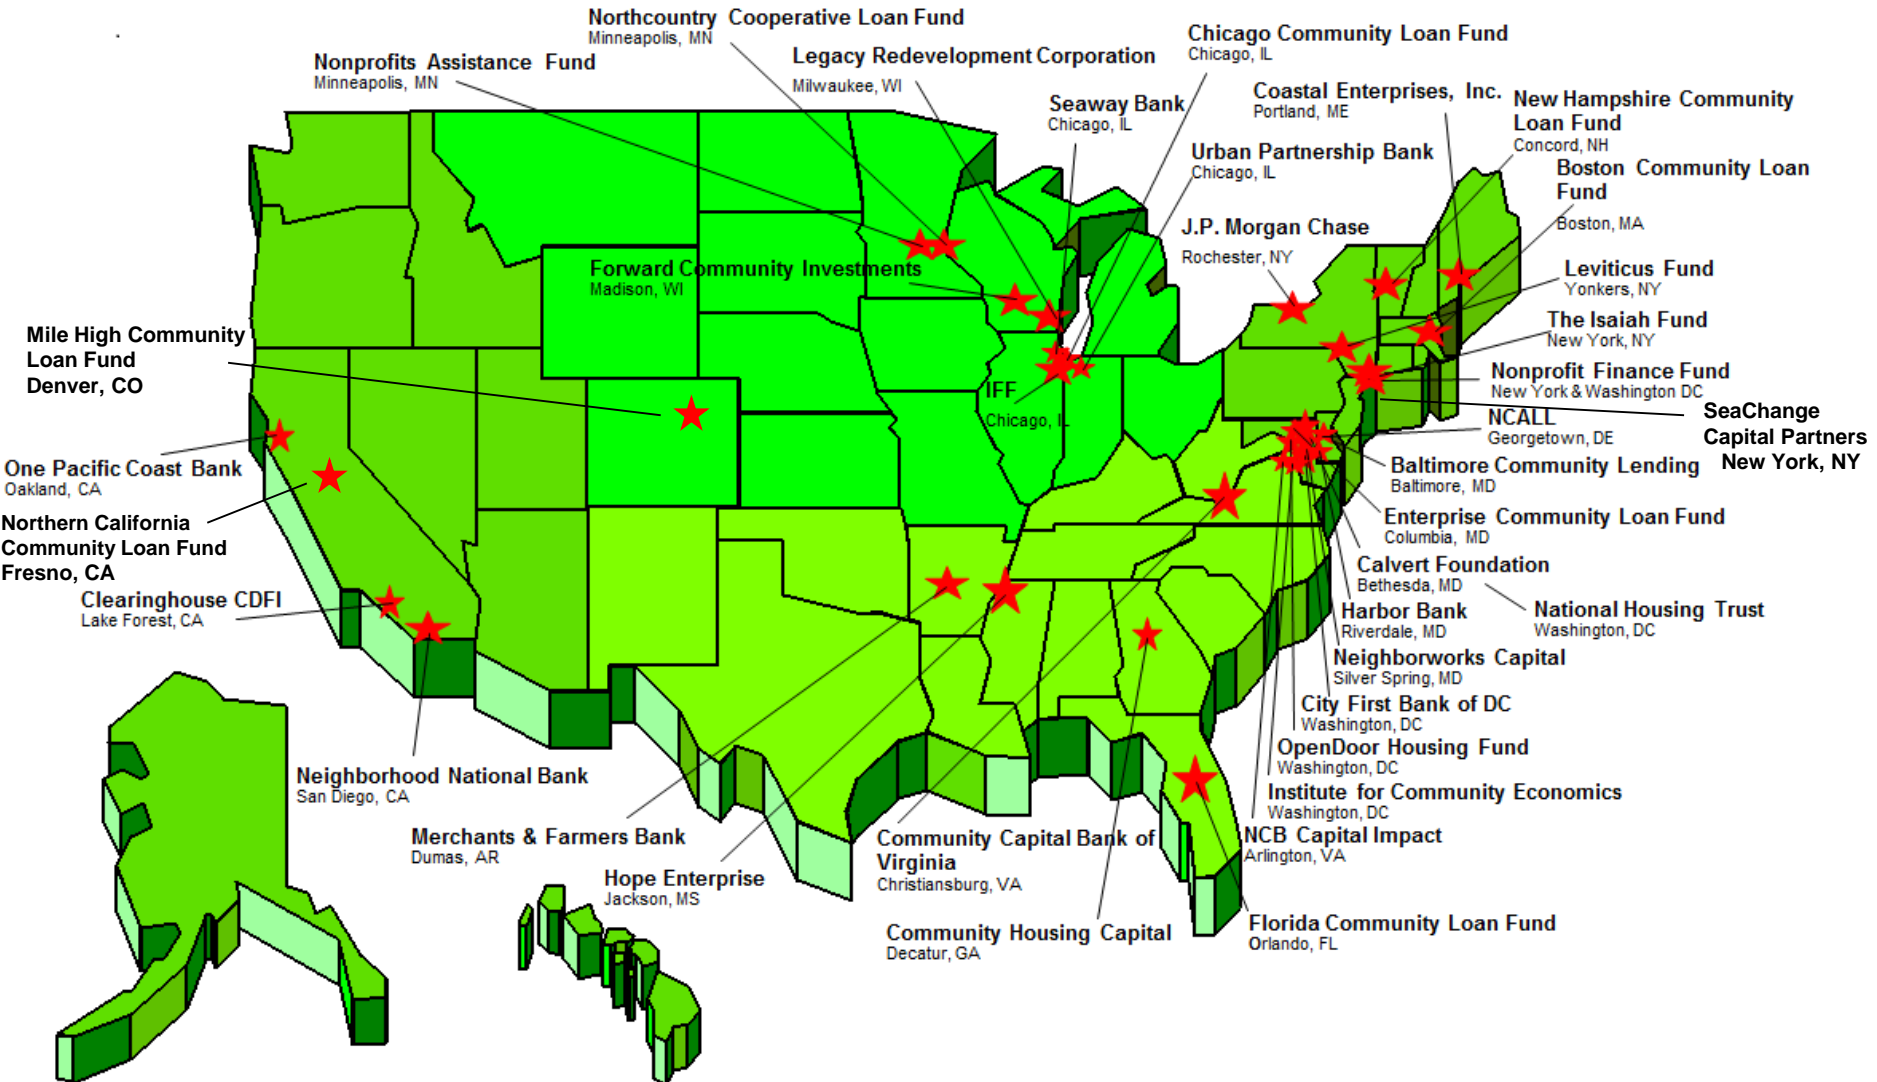 Northcountry Cooperative Loan Fund
Minneapolis, MN
Nonprofits Assistance Fund
Minneapolis, MN
Legacy Redevelopment Corporation
Milwaukee, WI
Chicago Community Loan Fund
Chicago, IL
Seaway Bank
Chicago, IL
Coastal Enterprises, Inc.
Portland, ME
New Hampshire Community
Loan Fund
Concord, NH
Urban Partnership Bank
Chicago, IL
Boston Community Loan
Fund
Boston, MA
J.P. Morgan Chase
Rochester, NY
Forward Community Investments
Madison, WI
Leviticus Fund
Yonkers, NY
The Isaiah Fund
New York, NY
Mile High Community
Loan Fund
Denver, CO
IFF
Chicago, IL
Nonprofit Finance Fund
New York & Washington DC
SeaChange
Capital Partners
New York, NY
NCALL
Georgetown, DE
One Pacific Coast Bank
Oakland, CA
Baltimore Community Lending
Baltimore, MD
Northern California
Community Loan Fund
Fresno, CA
Enterprise Community Loan Fund
Columbia, MD
Calvert Foundation
Bethesda, MD
Clearinghouse CDFI
Lake Forest, CA
Harbor Bank
Riverdale, MD
National Housing Trust
Washington, DC
Neighborworks Capital
Silver Spring, MD
City First Bank of DC
Washington, DC
OpenDoor Housing Fund
Washington, DC
Neighborhood National Bank
San Diego, CA
Institute for Community Economics
Washington, DC
Merchants & Farmers Bank
Dumas, AR
Community Capital Bank of
Virginia
Christiansburg, VA
NCB Capital Impact
Arlington, VA
Hope Enterprise
Jackson, MS
Community Housing Capital
Decatur, GA
Florida Community Loan Fund
Orlando, FL